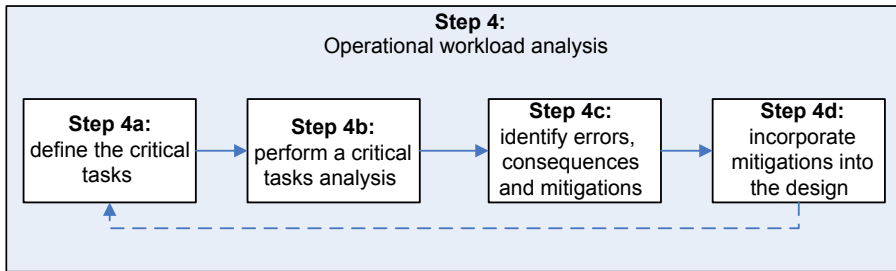 Step 4:
Operational workload analysis
Step 4a:
define the critical
tasks
Step 4b:
perform a critical
tasks analysis
Step 4c:
identify errors,
consequences
and mitigations
Step 4d:
incorporate
mitigations into
the design